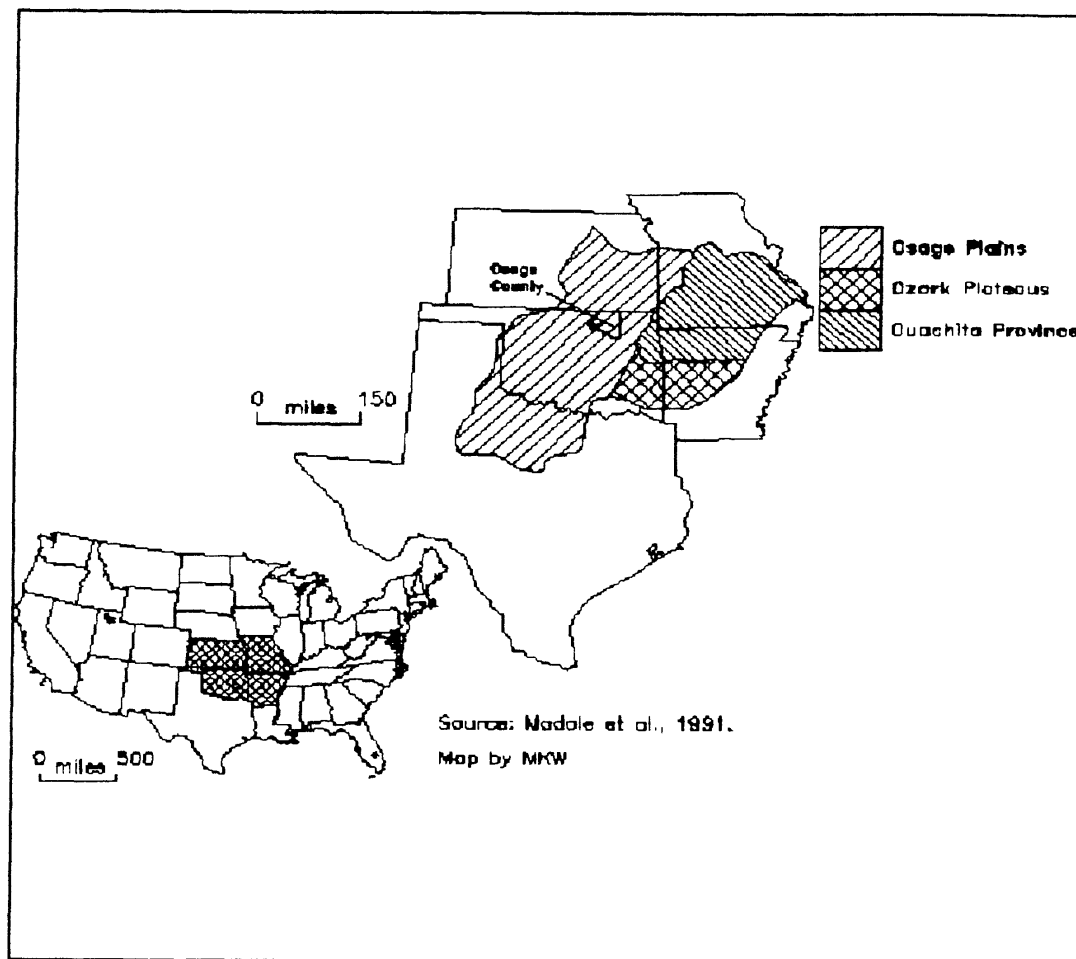 Osage Plains
Ozark Plateaus
Ouachita Province
Osage
County
0 miles 150
0 miles 500
Source: Madole et al., 1991.
Map by MKW